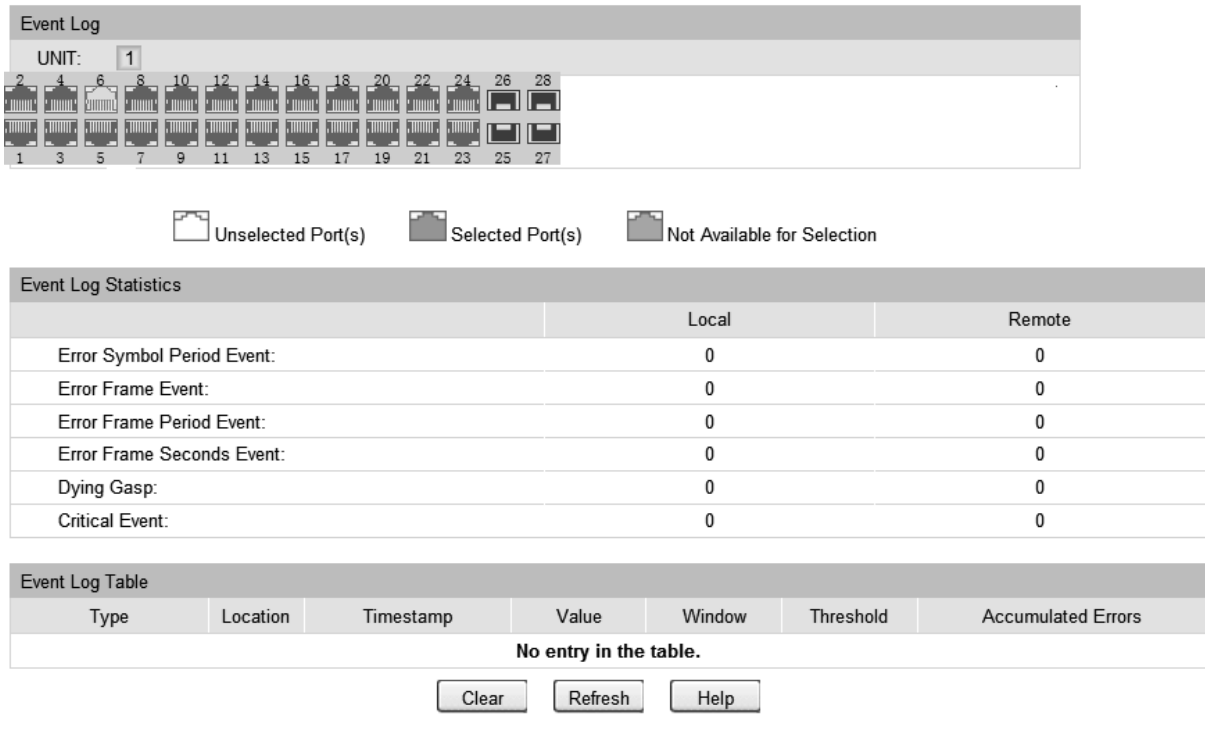 Event Log
UNIT: 1
2 4 6 8 10 12 14 16 18 20 22 24 26 28
1 3 5 7 9 11 13 15 17 19 21 23 25 27
Unselected Port(s) Selected Port(s) Not Available for Selection
Event Log Statistics
Local Remote
Error Symbol Period Event: 0 0
Error Frame Event: 0 0
Error Frame Period Event: 0 0
Error Frame Seconds Event: 0 0
Dying Gasp: 0 0
Critical Event: 0 0
Event Log Table
Type Location Timestamp Value Window Threshold Accumulated Errors
No entry in the table.
Clear Refresh Help